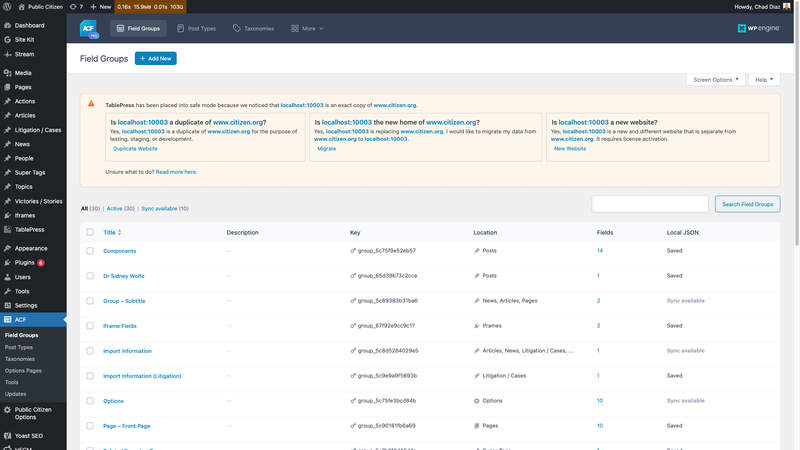 Public Citizen 7 New 0.16s 15.9MB 0.01s 103Q Howdy, Chad Diaz
Dashboard
Site Kit
Stream
Media
Pages
Actions
Articles
Litigation / Cases
News
People
Super Tags
Topics
Victories / Stories
Iframes
TablePress
Appearance
Plugins 6
Users
Tools
Settings
ACF
Field Groups
Post Types
Taxonomies
Options Pages
Tools
Updates
Public Citizen
Options
Yoast SEO
ACF PRO Field Groups Post Types Taxonomies More WP engine
Field Groups + Add New
Screen Options Help
TablePress has been placed into safe mode because we noticed that localhost:10003 is an exact copy of www.citizen.org.
Is localhost:10003 a duplicate of www.citizen.org?
Yes, localhost:10003 is a duplicate of www.citizen.org for the purpose of
testing, staging, or development.
Duplicate Website
Is localhost:10003 the new home of www.citizen.org?
Yes, localhost:10003 is replacing www.citizen.org. I would like to migrate my data from
www.citizen.org to localhost:10003.
Migrate
Is localhost:10003 a new website?
Yes, localhost:10003 is a new and different website that is separate from
www.citizen.org. It requires license activation.
New Website
Unsure what to do? Read more here.
All (30) | Active (30) | Sync available (10) Search Field Groups
Title Description Key Location Fields Local JSON
Components — group_5c75f9e52eb57 Posts 14 Saved
Dr Sidney Wolfe — group_65d39b73c2cca Posts 1 Saved
Group – Subtitle — group_5c89383b31ba6 News, Articles, Pages 2 Sync available
Iframe Fields — group_67f92e9cc9c17 Iframes 2 Saved
Import Information — group_5c8d5264029e5 Articles, News, Litigation / Cases, ... 1 Sync available
Import Information (Litigation) — group_5c9e9a9f5693b Litigation / Cases 1 Saved
Options — group_5c75fe3bcd84b Options 10 Sync available
Page – Front Page — group_5c90181fb6a69 Pages 10 Saved